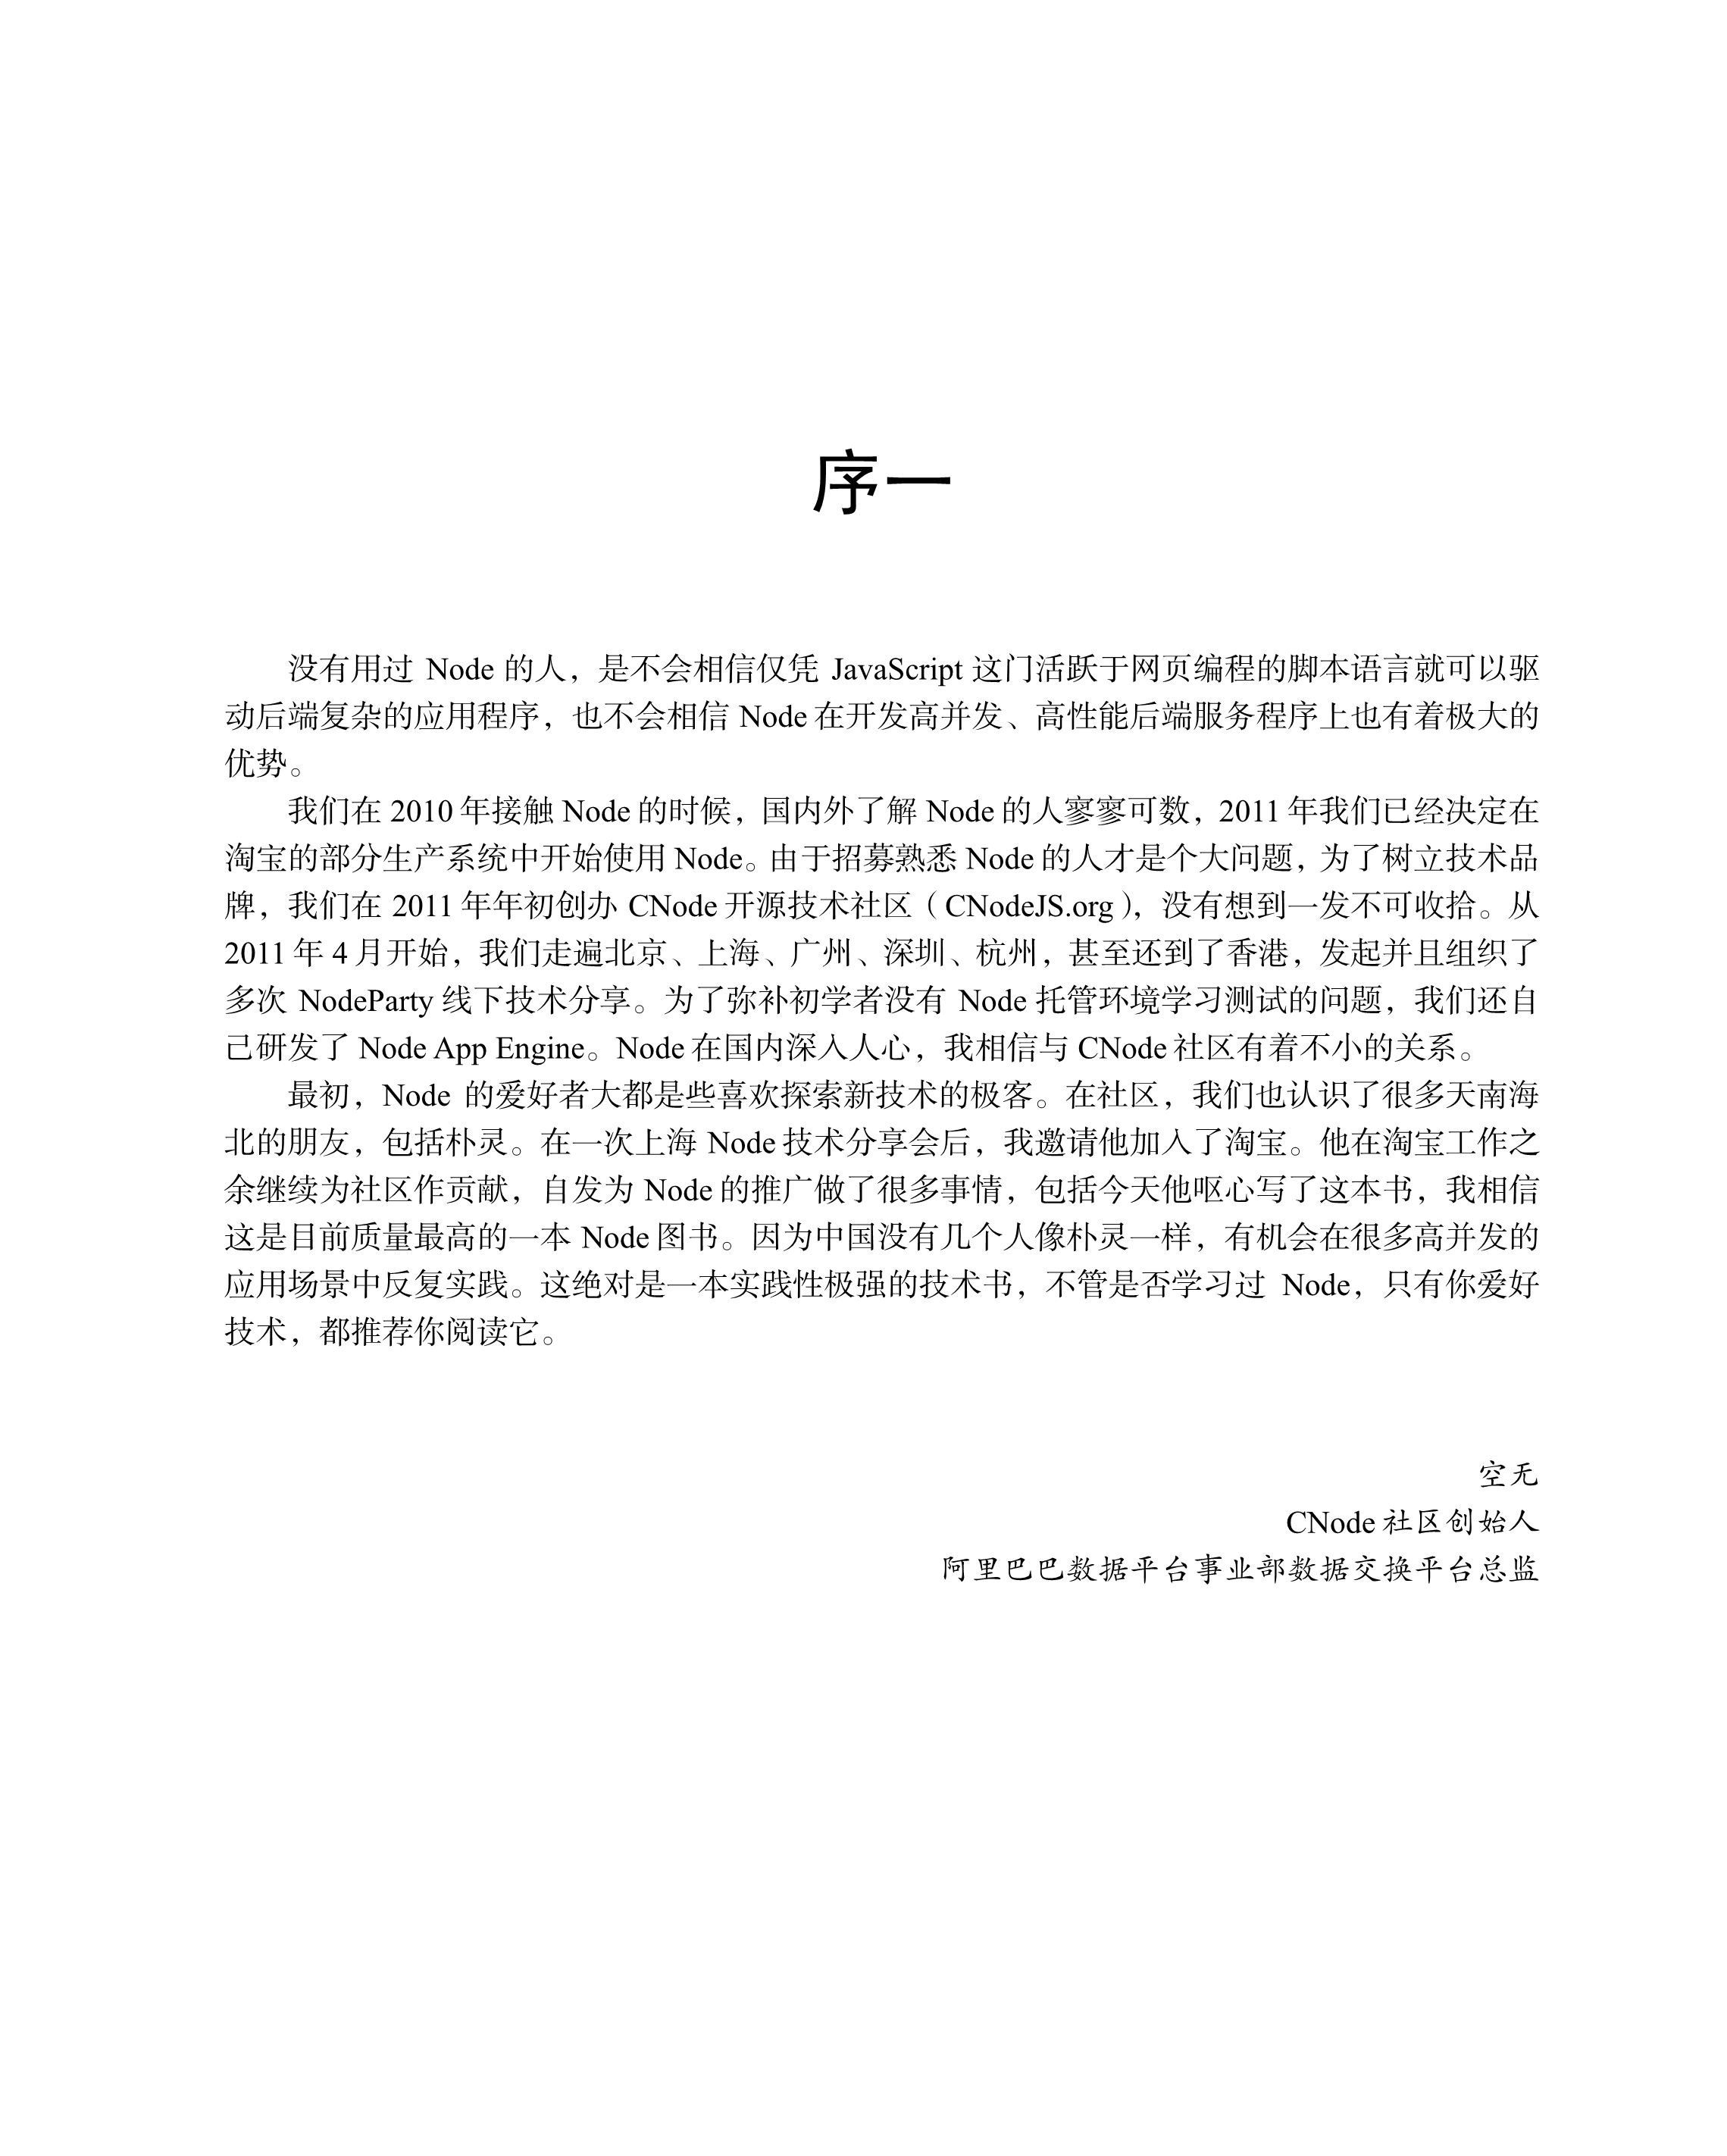 序一
没有用过 Node 的人，是不会相信仅凭 JavaScript 这门活跃于网页编程的脚本语言就可以驱
动后端复杂的应用程序，也不会相信 Node 在开发高并发、高性能后端服务程序上也有着极大的
优势。
我们在 2010 年接触 Node 的时候，国内外了解 Node 的人寥寥可数，2011 年我们已经决定在
淘宝的部分生产系统中开始使用 Node。由于招募熟悉 Node 的人才是个大问题，为了树立技术品
牌，我们在 2011 年年初创办 CNode 开源技术社区（CNodeJS.org），没有想到一发不可收拾。从
2011 年 4 月开始，我们走遍北京、上海、广州、深圳、杭州，甚至还到了香港，发起并且组织了
多次 NodeParty 线下技术分享。为了弥补初学者没有 Node 托管环境学习测试的问题，我们还自
己研发了 Node App Engine。Node 在国内深入人心，我相信与 CNode 社区有着不小的关系。
最初，Node 的爱好者大都是些喜欢探索新技术的极客。在社区，我们也认识了很多天南海
北的朋友，包括朴灵。在一次上海 Node 技术分享会后，我邀请他加入了淘宝。他在淘宝工作之
余继续为社区作贡献，自发为 Node 的推广做了很多事情，包括今天他呕心写了这本书，我相信
这是目前质量最高的一本 Node 图书。因为中国没有几个人像朴灵一样，有机会在很多高并发的
应用场景中反复实践。这绝对是一本实践性极强的技术书，不管是否学习过 Node，只有你爱好
技术，都推荐你阅读它。
空无
CNode 社区创始人
阿里巴巴数据平台事业部数据交换平台总监